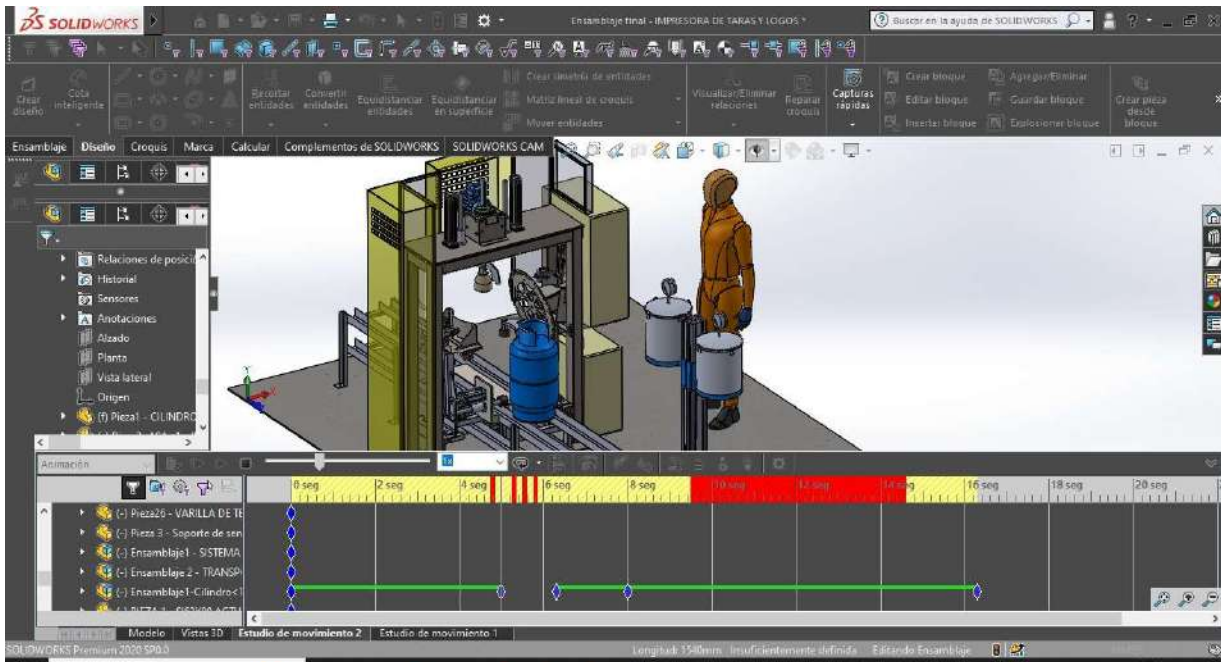 SOLIDWORKS
Ensamblaje final - IMPRESORA DE TARAS Y LOGOS *
Buscar en la ayuda de SOLIDWORKS
Crear diseño
Cota inteligente
Recortar entidades
Convertir entidades
Equidistanciar entidades
Equidistanciar en superficie
Crear simetría de entidades
Matriz lineal de croquis
Mover entidades
Visualizar/Eliminar relaciones
Reparar croquis
Capturas rápidas
Crear bloque
Editar bloque
Insertar bloque
Agregar/Eliminar
Guardar bloque
Explosionar bloque
Crear pieza desde bloque
Ensamblaje Diseño Croquis Marca Calcular Complementos de SOLIDWORKS SOLIDWORKS CAM
Relaciones de posici
Historial
Sensores
Anotaciones
Alzado
Planta
Vista lateral
Origen
(f) Pieza1 - CILINDRO
Animación
1x
0 seg 2 seg 4 seg 6 seg 8 seg 10 seg 12 seg 14 seg 16 seg 18 seg 20 seg
(-) Pieza26 - VARILLA DE TE
(-) Pieza 3 - Soporte de sen
(-) Ensamblaje1 - SISTEMA
(-) Ensamblaje 2 - TRANSP
(-) Ensamblaje1-Cilindro<1
Modelo Vistas 3D Estudio de movimiento 2 Estudio de movimiento 1
SOLIDWORKS Premium 2020 SP0.0
Longitud: 1540mm Insuficientemente definida Editando Ensamblaje